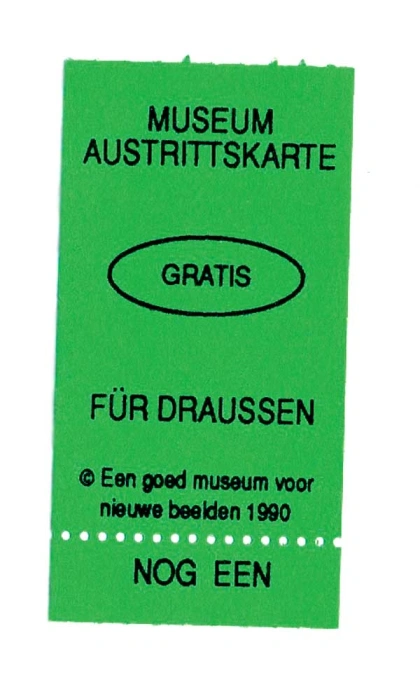 MUSEUM
AUSTRITTSKARTE
GRATIS
FÜR DRAUSSEN
© Een goed museum voor
nieuwe beelden 1990
NOG EEN